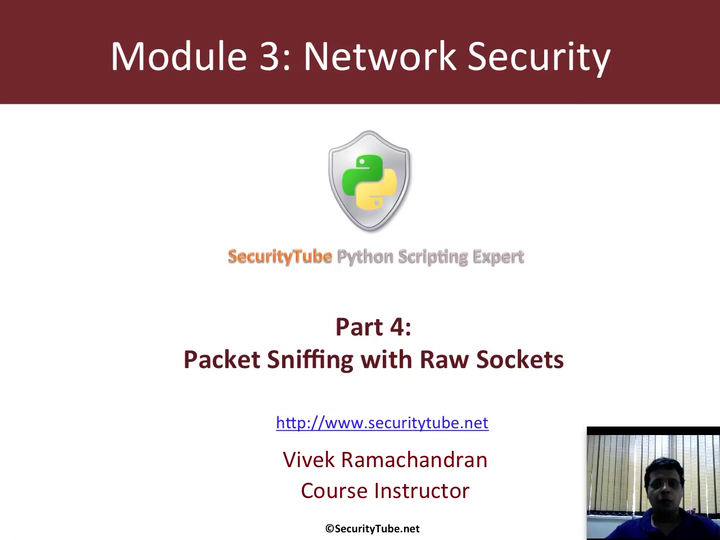 Module 3: Network Security
SecurityTube Python Scripting Expert
Part 4:
Packet Sniffing with Raw Sockets
http://www.securitytube.net
Vivek Ramachandran
Course Instructor
©SecurityTube.net